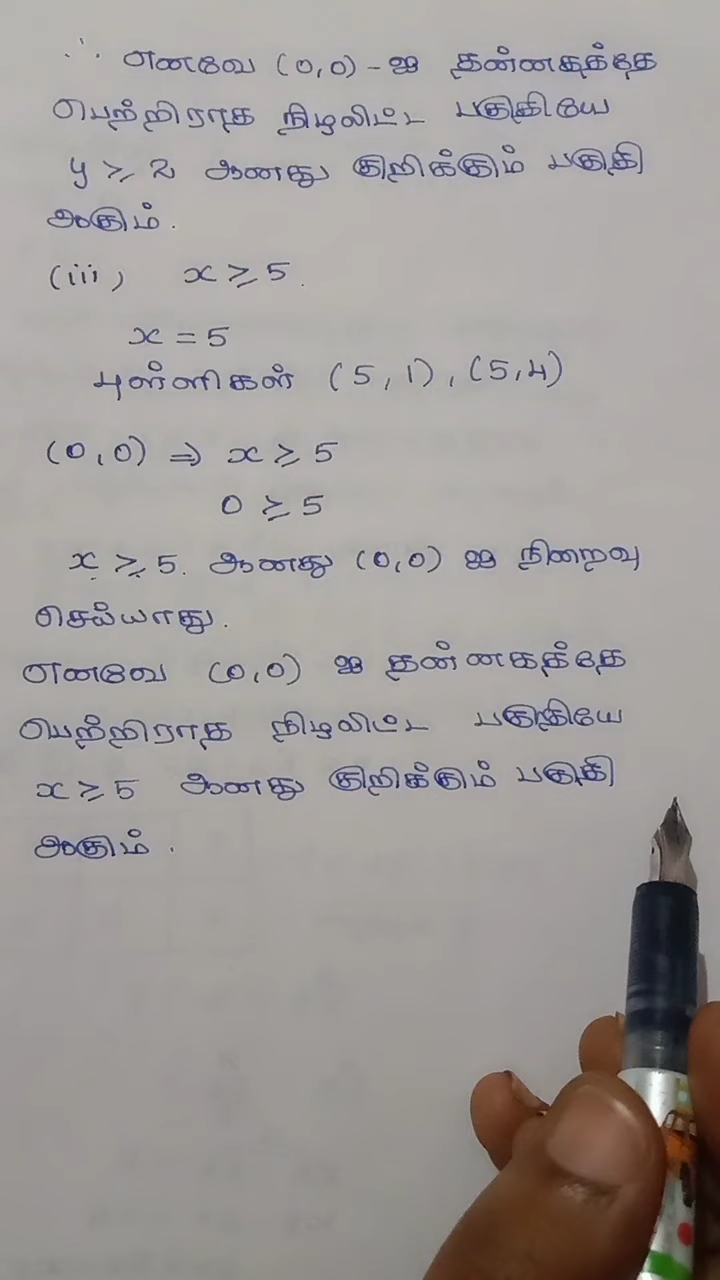 ∴ எனவே (0,0) - ஐ தன்னகத்தே
பெற்றிராத நிழலிட்ட பகுதியே
y ≥ 2 ஆனது குறிக்கும் பகுதி
ஆகும்.
(iii) x ≥ 5.
x = 5
புள்ளிகள் (5,1), (5,4)
(0,0) ⇒ x ≥ 5
0 ≥ 5
x ≥ 5. ஆனது (0,0) ஐ நிறைவு
செய்யாது.
எனவே (0,0) ஐ தன்னகத்தே
பெற்றிராத நிழலிட்ட பகுதியே
x ≥ 5 ஆனது குறிக்கும் பகுதி
ஆகும்.